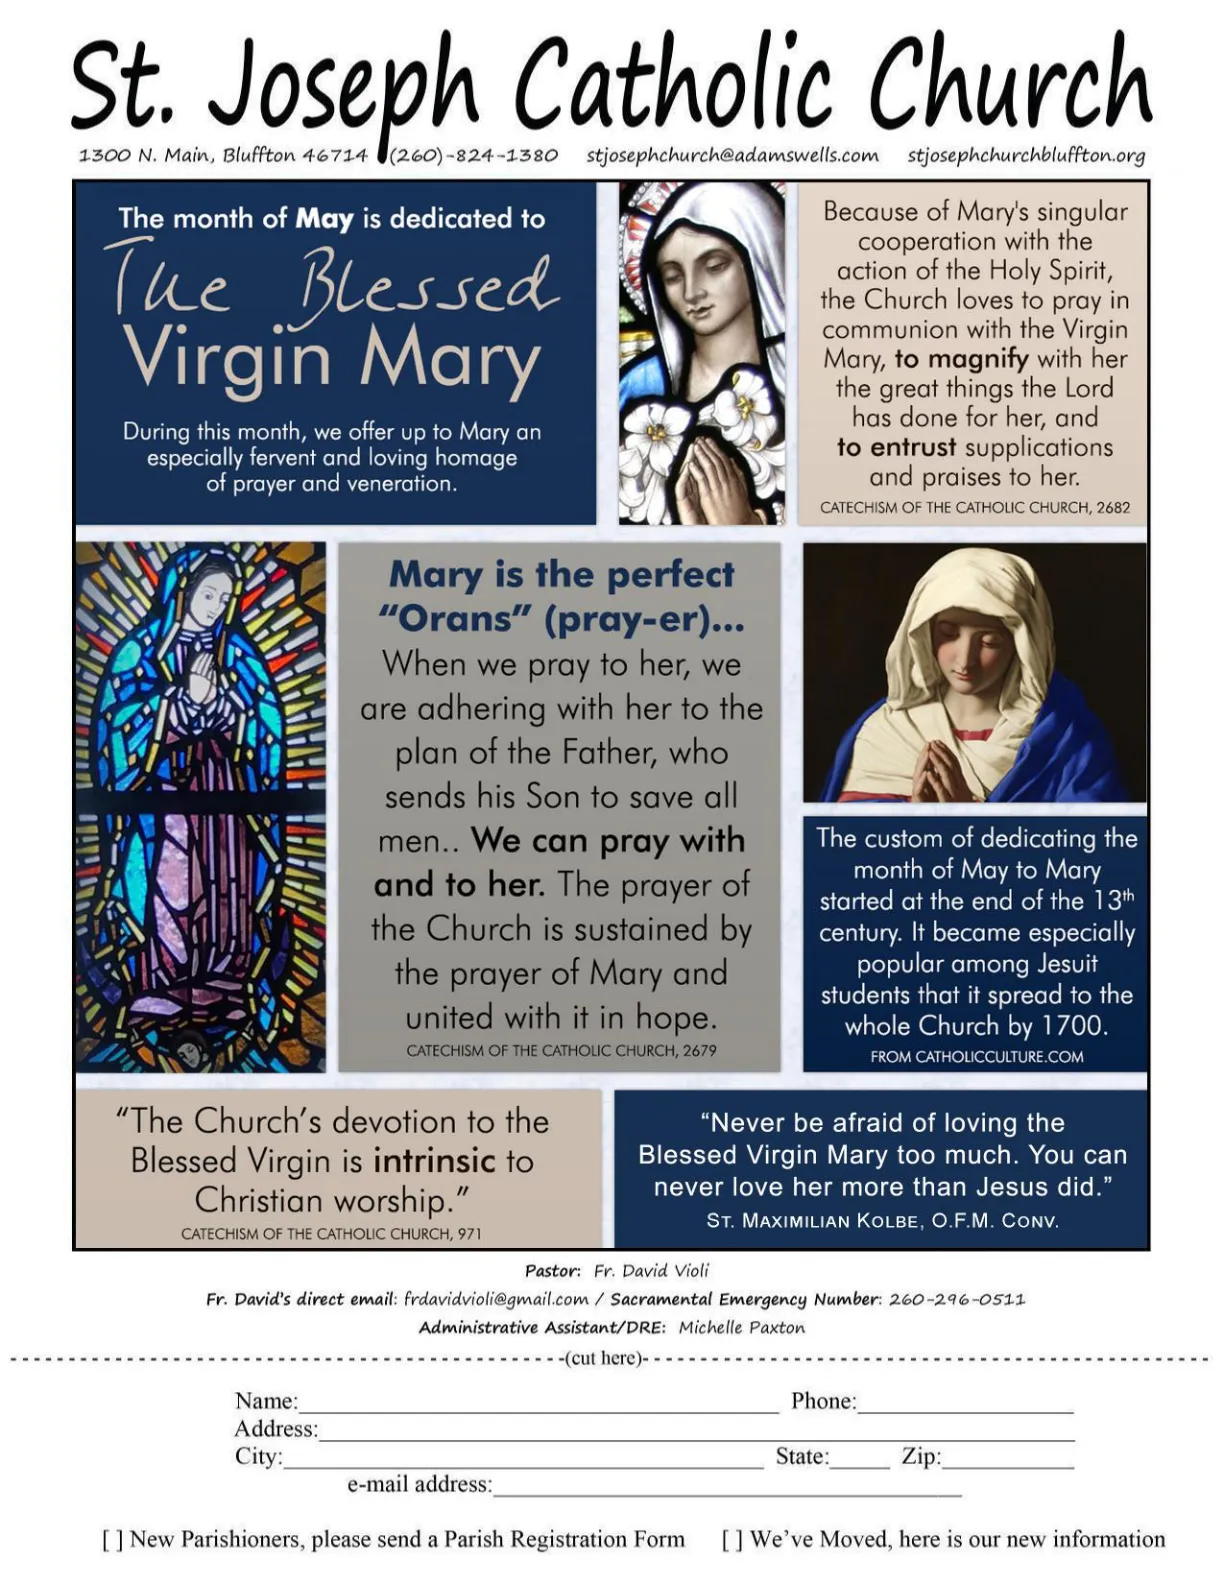 St. Joseph Catholic Church
1300 N. Main, Bluffton 46714 (260)-824-1380 stjosephchurch@adamswells.com stjosephchurchbluffton.org
The month of May is dedicated to
The Blessed
Virgin Mary
During this month, we offer up to Mary an
especially fervent and loving homage
of prayer and veneration.
Because of Mary's singular
cooperation with the
action of the Holy Spirit,
the Church loves to pray in
communion with the Virgin
Mary, to magnify with her
the great things the Lord
has done for her, and
to entrust supplications
and praises to her.
CATECHISM OF THE CATHOLIC CHURCH, 2682
Mary is the perfect
“Orans” (pray-er)...
When we pray to her, we
are adhering with her to the
plan of the Father, who
sends his Son to save all
men.. We can pray with
and to her. The prayer of
the Church is sustained by
the prayer of Mary and
united with it in hope.
CATECHISM OF THE CATHOLIC CHURCH, 2679
The custom of dedicating the
month of May to Mary
started at the end of the 13th
century. It became especially
popular among Jesuit
students that it spread to the
whole Church by 1700.
FROM CATHOLICCULTURE.COM
“The Church’s devotion to the
Blessed Virgin is intrinsic to
Christian worship.”
CATECHISM OF THE CATHOLIC CHURCH, 971
“Never be afraid of loving the
Blessed Virgin Mary too much. You can
never love her more than Jesus did.”
ST. MAXIMILIAN KOLBE, O.F.M. CONV.
Pastor: Fr. David Violi
Fr. David’s direct email: frdavidvioli@gmail.com / Sacramental Emergency Number: 260-296-0511
Administrative Assistant/DRE: Michelle Paxton
(cut here)
Name: Phone:
Address:
City: State: Zip:
e-mail address:
[ ] New Parishioners, please send a Parish Registration Form [ ] We’ve Moved, here is our new information